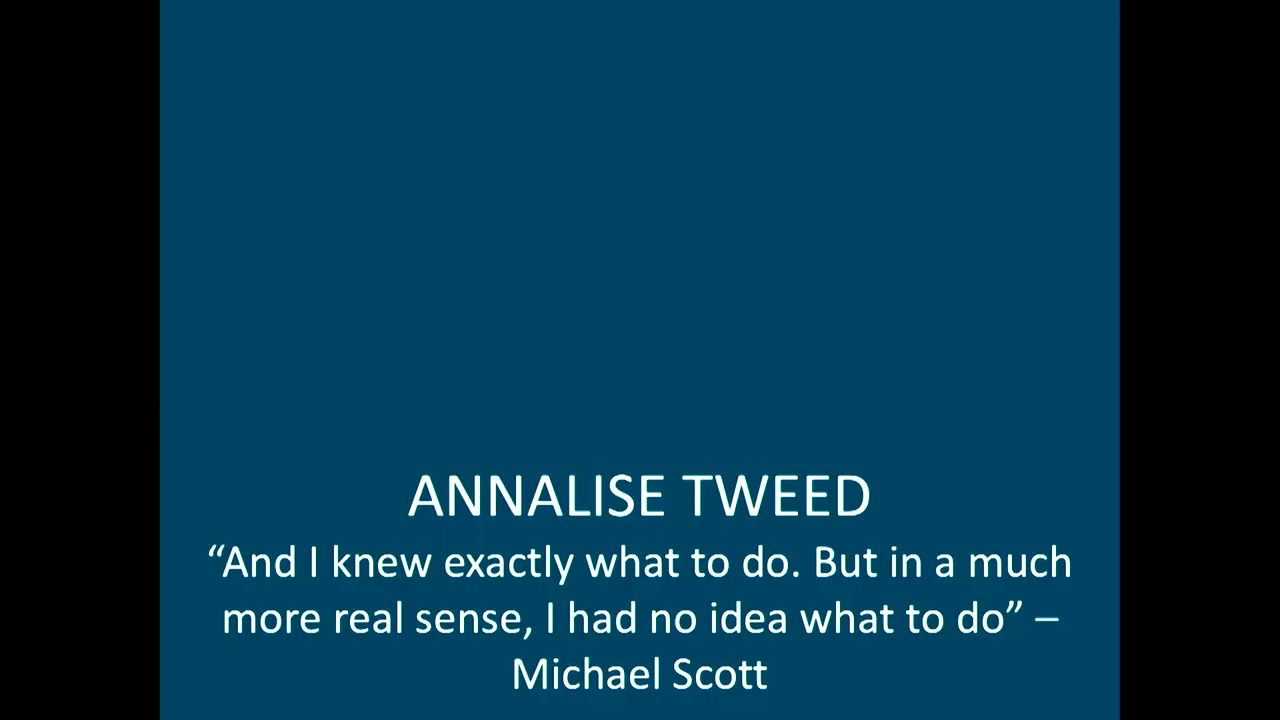 ANNALISE TWEED
“And I knew exactly what to do. But in a much
more real sense, I had no idea what to do” –
Michael Scott